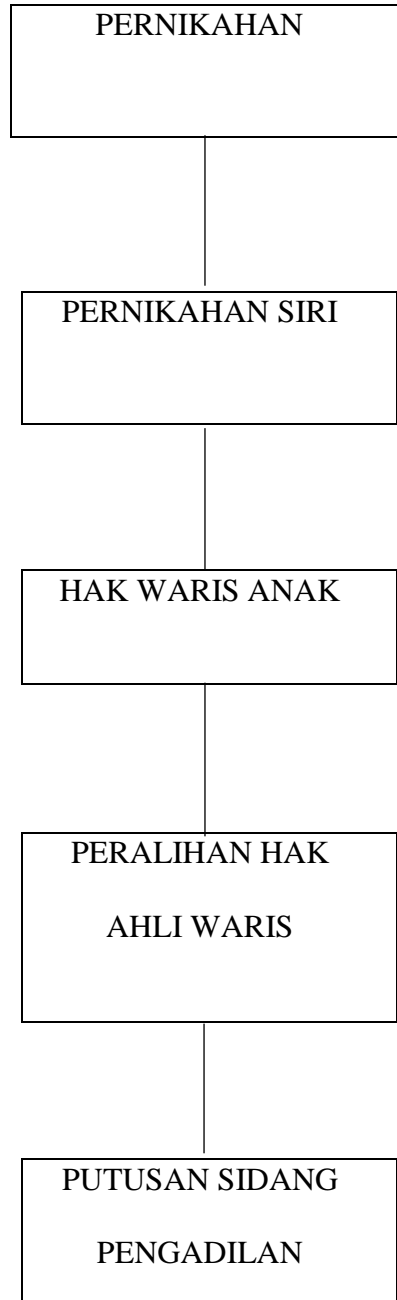 PERNIKAHAN
PERNIKAHAN SIRI
HAK WARIS ANAK
PERALIHAN HAK
AHLI WARIS
PUTUSAN SIDANG
PENGADILAN